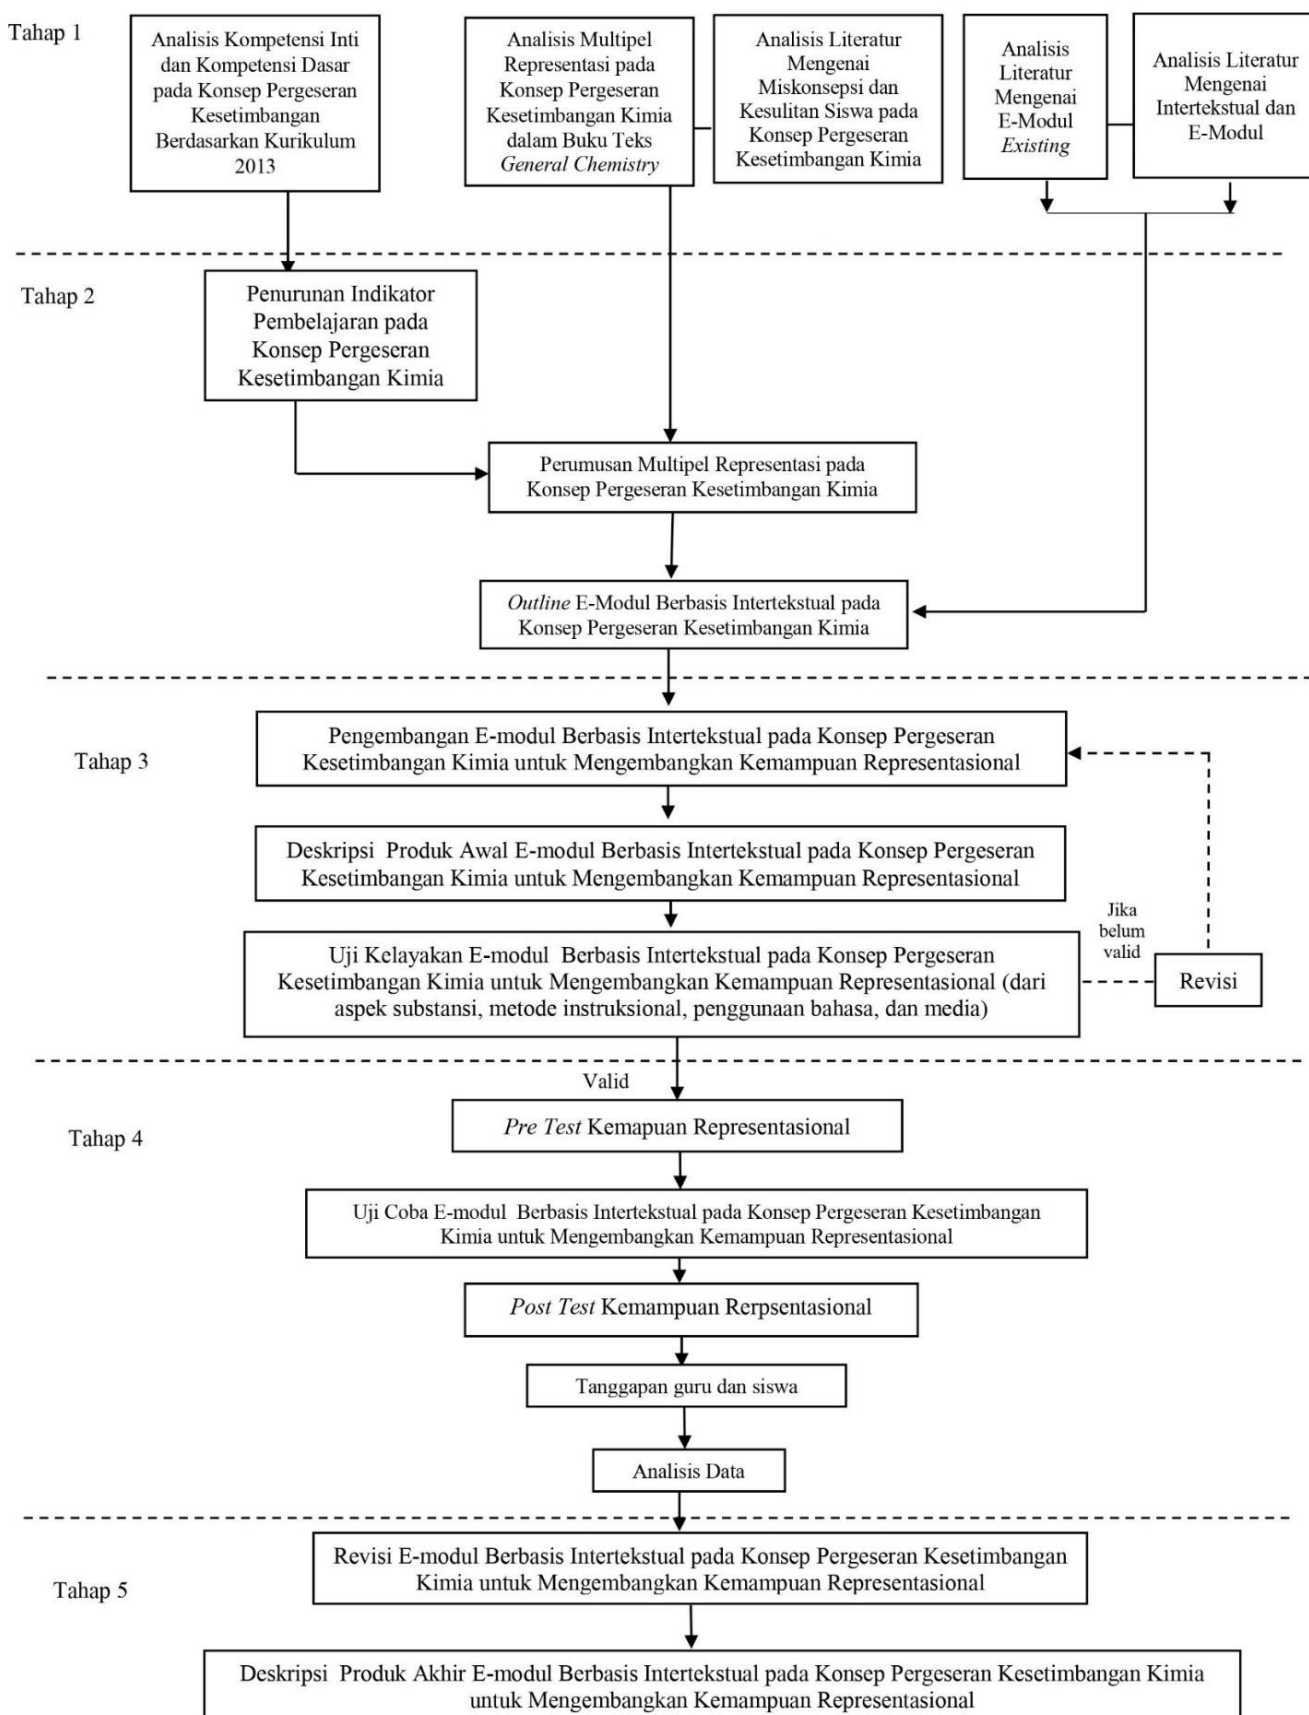 Tahap 1
Analisis Kompetensi Inti
dan Kompetensi Dasar
pada Konsep Pergeseran
Kesetimbangan
Berdasarkan Kurikulum
2013
Analisis Multipel
Representasi pada
Konsep Pergeseran
Kesetimbangan Kimia
dalam Buku Teks
General Chemistry
Analisis Literatur
Mengenai
Miskonsepsi dan
Kesulitan Siswa pada
Konsep Pergeseran
Kesetimbangan Kimia
Analisis
Literatur
Mengenai
E-Modul
Existing
Analisis Literatur
Mengenai
Intertekstual dan
E-Modul
Tahap 2
Penurunan Indikator
Pembelajaran pada
Konsep Pergeseran
Kesetimbangan Kimia
Perumusan Multipel Representasi pada
Konsep Pergeseran Kesetimbangan Kimia
Outline E-Modul Berbasis Intertekstual pada
Konsep Pergeseran Kesetimbangan Kimia
Tahap 3
Pengembangan E-modul Berbasis Intertekstual pada Konsep Pergeseran
Kesetimbangan Kimia untuk Mengembangkan Kemampuan Representasional
Deskripsi Produk Awal E-modul Berbasis Intertekstual pada Konsep Pergeseran
Kesetimbangan Kimia untuk Mengembangkan Kemampuan Representasional
Uji Kelayakan E-modul Berbasis Intertekstual pada Konsep Pergeseran
Kesetimbangan Kimia untuk Mengembangkan Kemampuan Representasional (dari
aspek substansi, metode instruksional, penggunaan bahasa, dan media)
Jika
belum
valid
Revisi
Valid
Tahap 4
Pre Test Kemapuan Representasional
Uji Coba E-modul Berbasis Intertekstual pada Konsep Pergeseran Kesetimbangan
Kimia untuk Mengembangkan Kemampuan Representasional
Post Test Kemampuan Rerpsentasional
Tanggapan guru dan siswa
Analisis Data
Tahap 5
Revisi E-modul Berbasis Intertekstual pada Konsep Pergeseran Kesetimbangan
Kimia untuk Mengembangkan Kemampuan Representasional
Deskripsi Produk Akhir E-modul Berbasis Intertekstual pada Konsep Pergeseran Kesetimbangan Kimia
untuk Mengembangkan Kemampuan Representasional